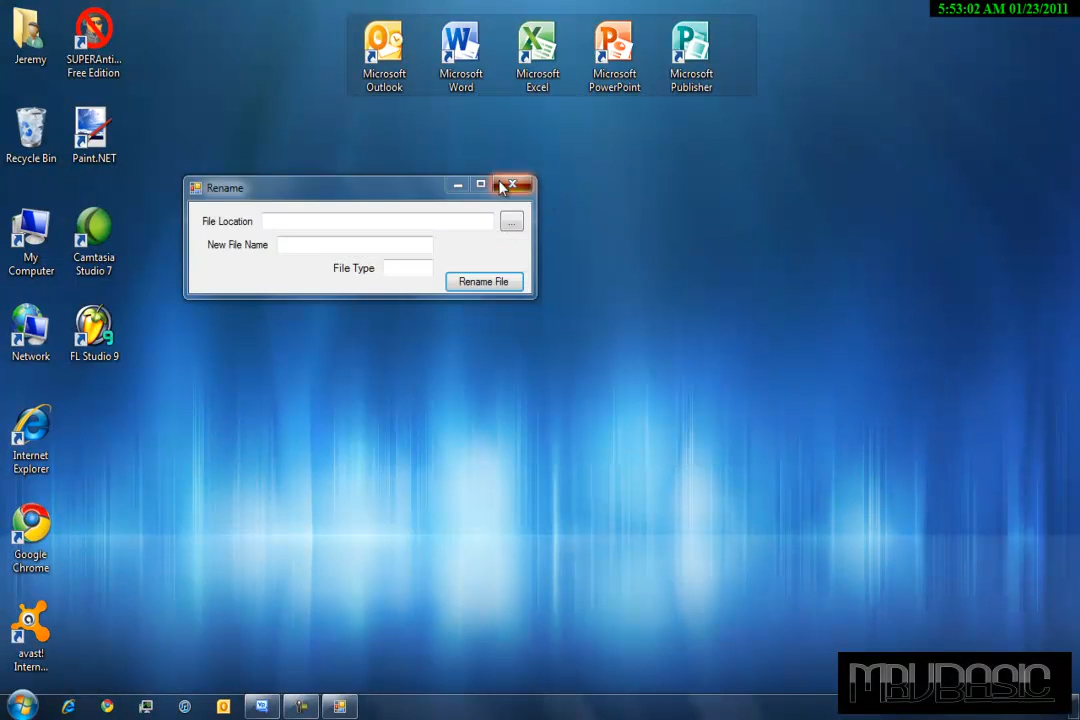 5:53:02 AM 01/23/2011
Jeremy
SUPERAnti...
Free Edition
Microsoft
Outlook
Microsoft
Word
Microsoft
Excel
Microsoft
PowerPoint
Microsoft
Publisher
Recycle Bin
Paint.NET
Rename
File Location
...
New File Name
File Type
Rename File
My
Computer
Camtasia
Studio 7
Network
FL Studio 9
Internet
Explorer
Google
Chrome
avast!
Intern...
MRVBASIC
MRVBASIC